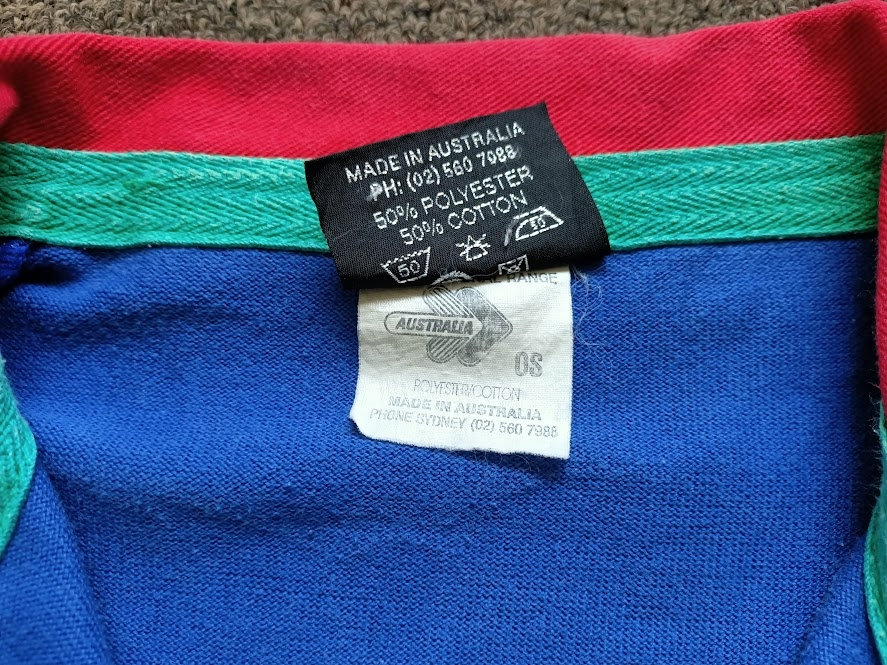 MADE IN AUSTRALIA
PH: (02) 560 7988
50% POLYESTER
50% COTTON
50
RANGE
AUSTRALIA
OS
POLYESTER/COTTON
MADE IN AUSTRALIA
PHONE SYDNEY (02) 560 7988